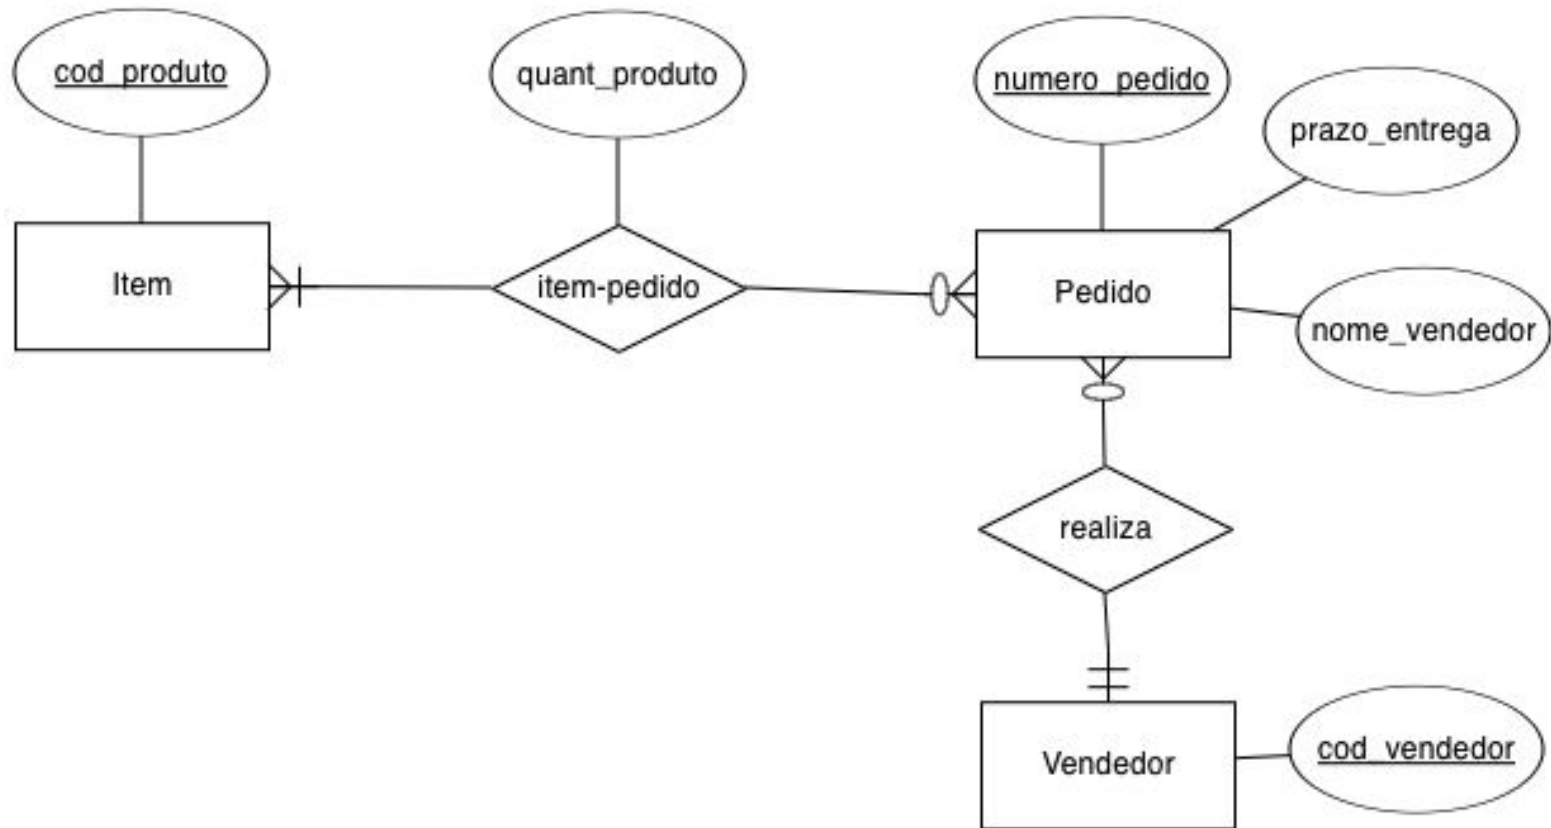 cod_produto
quant_produto
numero_pedido
prazo_entrega
Item
item-pedido
Pedido
nome_vendedor
realiza
Vendedor
cod_vendedor